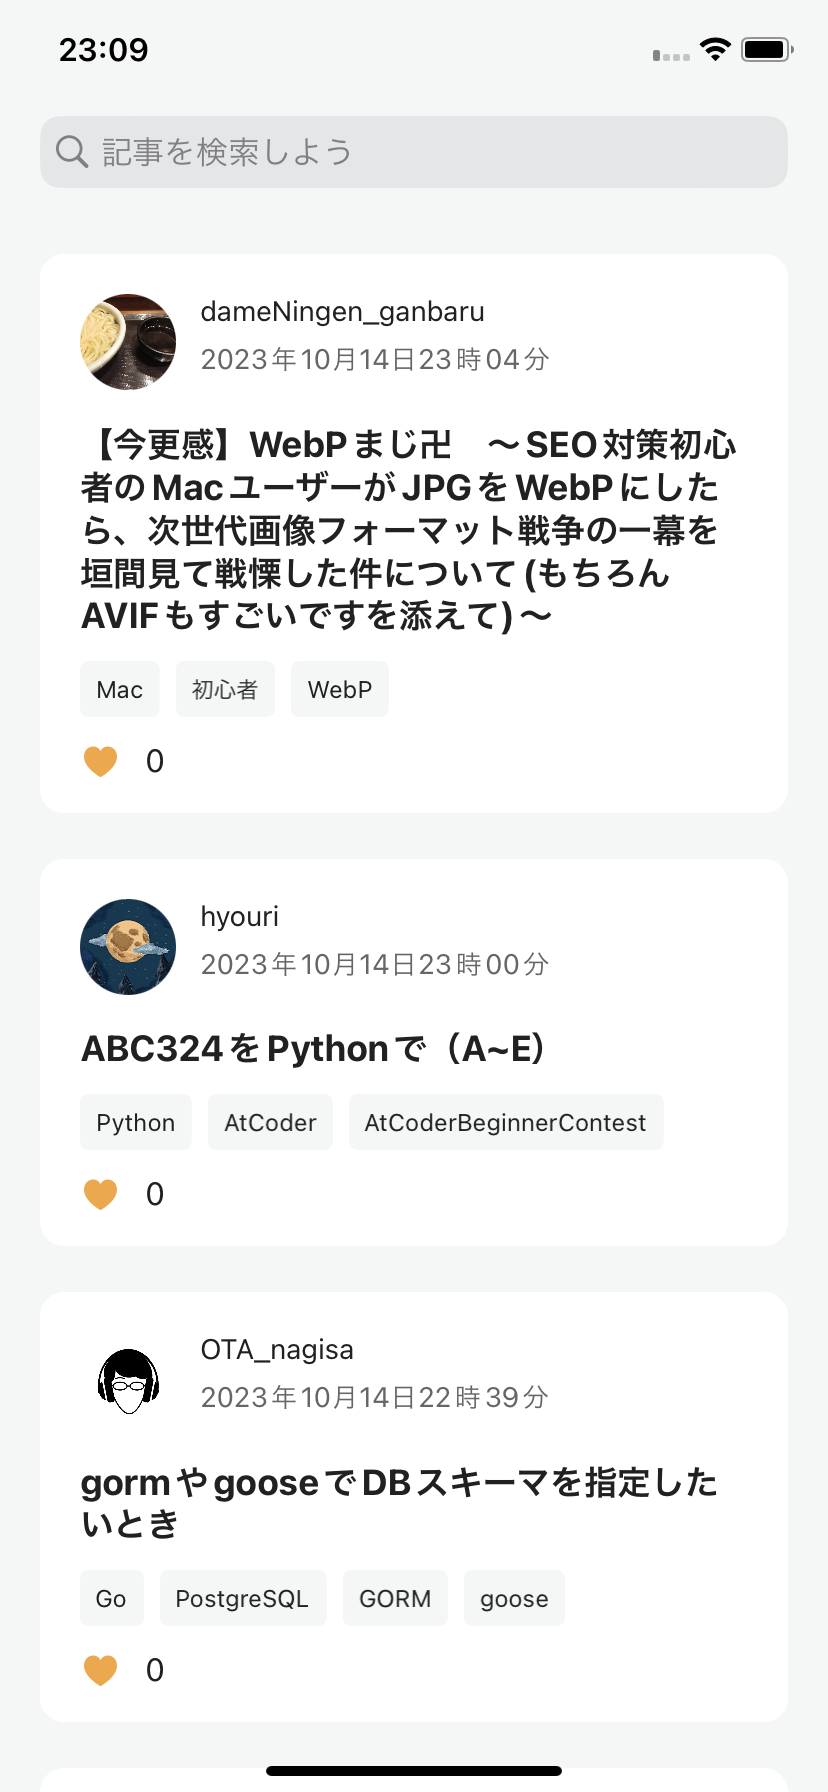 23:09
記事を検索しよう
dameNingen_ganbaru
2023年10月14日23時04分
【今更感】WebPまじ卍　〜SEO対策初心
者のMacユーザーがJPGをWebPにした
ら、次世代画像フォーマット戦争の一幕を
垣間見て戦慄した件について(もちろん
AVIFもすごいですを添えて)〜
Mac 初心者 WebP
0
hyouri
2023年10月14日23時00分
ABC324をPythonで（A~E）
Python AtCoder AtCoderBeginnerContest
0
OTA_nagisa
2023年10月14日22時39分
gormやgooseでDBスキーマを指定した
いとき
Go PostgreSQL GORM goose
0